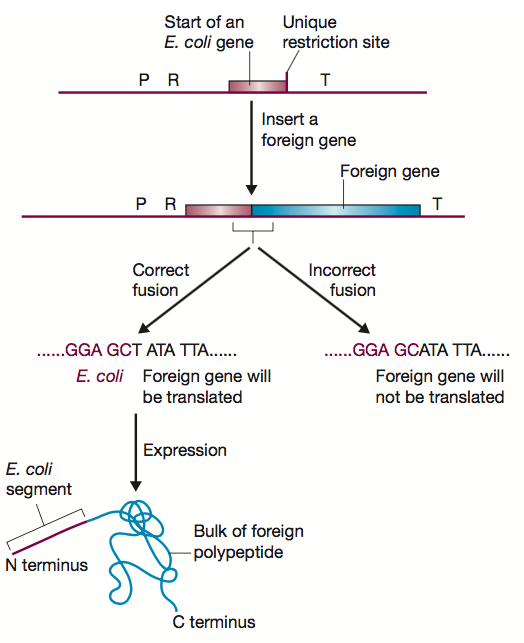 Start of an
E. coli gene
Unique
restriction site
P R T
Insert a
foreign gene
Foreign gene
P R T
Correct
fusion
Incorrect
fusion
......GGA GCT ATA TTA......
......GGA GCATA TTA......
E. coli
Foreign gene will
be translated
Foreign gene will
not be translated
Expression
E. coli
segment
Bulk of foreign
polypeptide
N terminus
C terminus